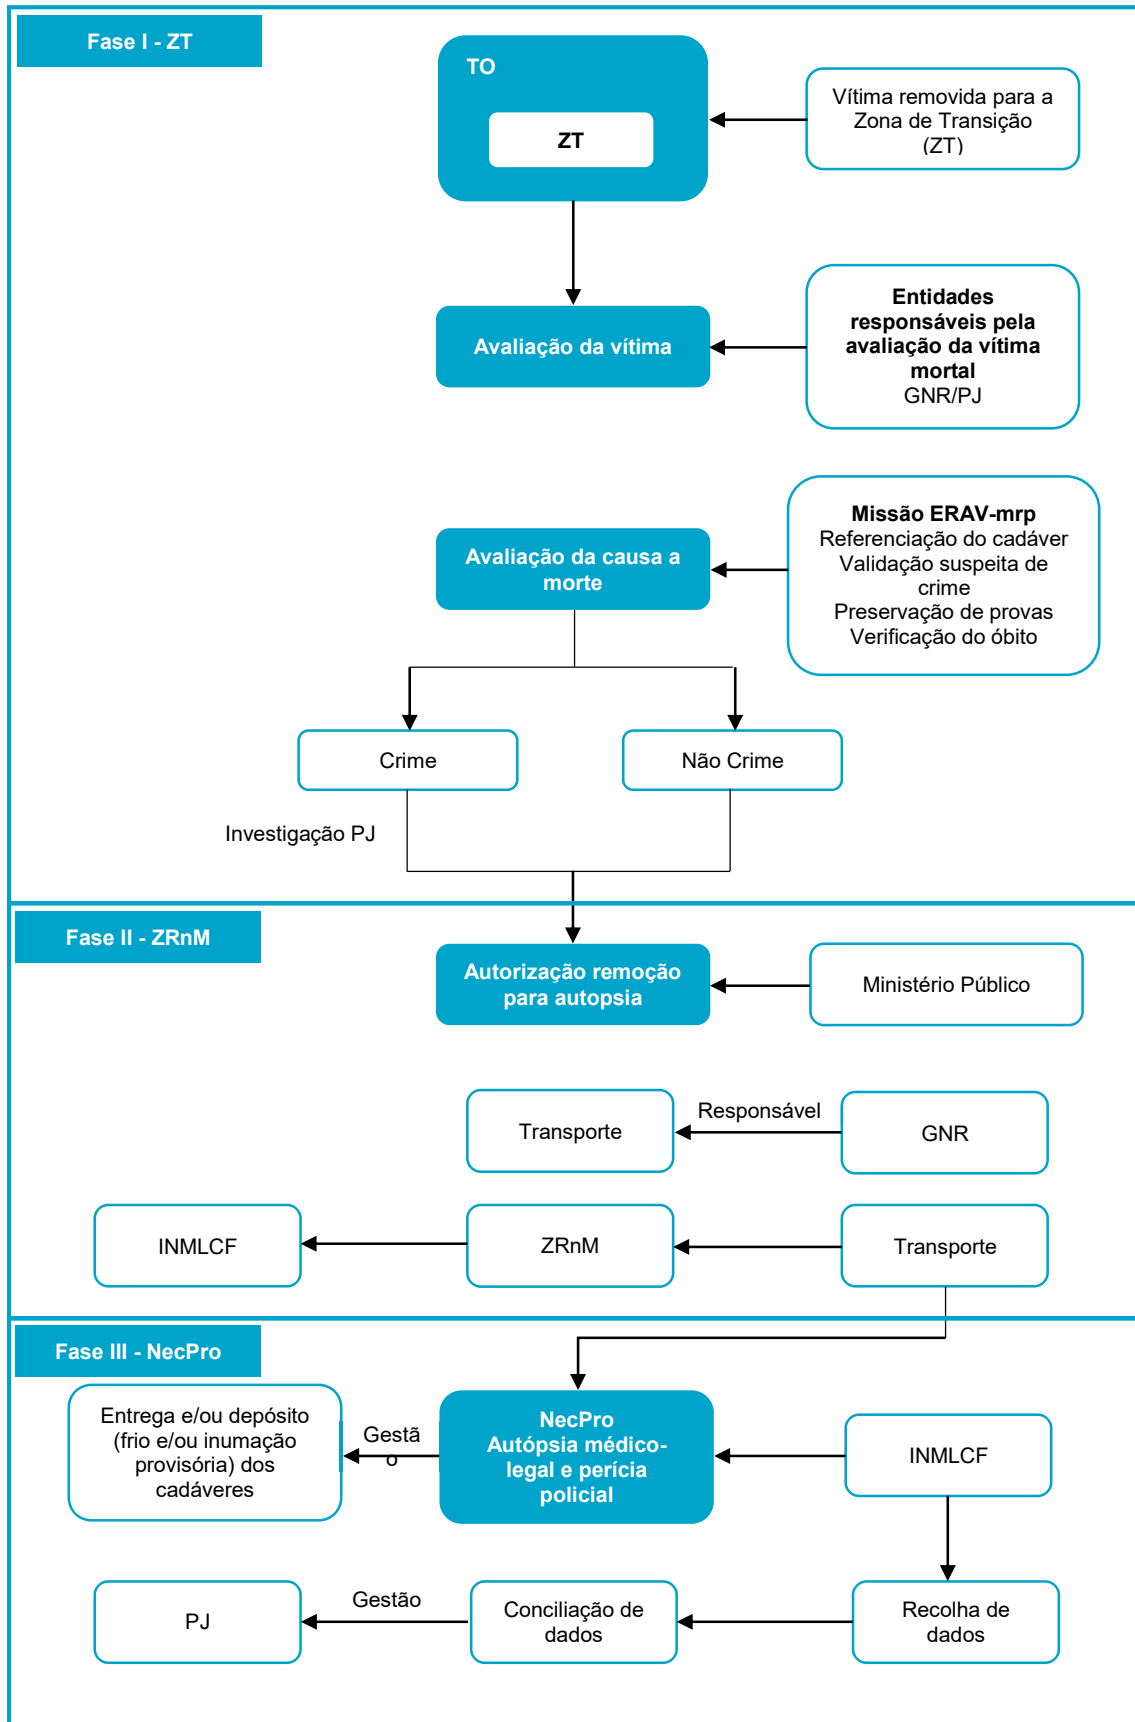 Fase I - ZT
TO
ZT
Vítima removida para a
Zona de Transição
(ZT)
Avaliação da vítima
Entidades
responsáveis pela
avaliação da vítima
mortal
GNR/PJ
Avaliação da causa a
morte
Missão ERAV-mrp
Referenciação do cadáver
Validação suspeita de
crime
Preservação de provas
Verificação do óbito
Crime
Não Crime
Investigação PJ
Fase II - ZRnM
Autorização remoção
para autopsia
Ministério Público
Transporte
Responsável
GNR
INMLCF
ZRnM
Transporte
Fase III - NecPro
Entrega e/ou depósito
(frio e/ou inumação
provisória) dos
cadáveres
Gestã
o
NecPro
Autópsia médico-
legal e perícia
policial
INMLCF
PJ
Gestão
Conciliação de
dados
Recolha de
dados